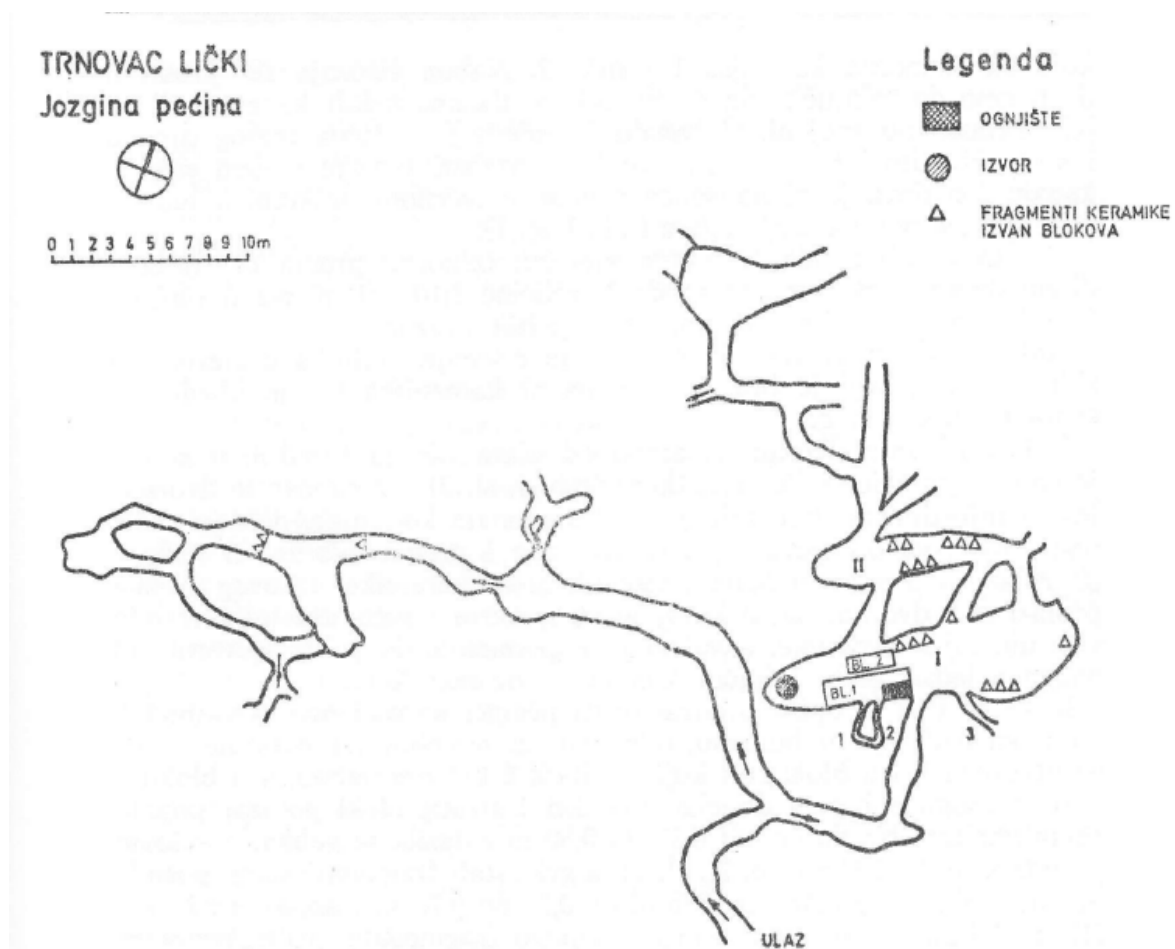 TRNOVAC LIČKI
Jozgina pećina
0 1 2 3 4 5 6 7 8 9 10m
Legenda
OGNJIŠTE
IZVOR
FRAGMENTI KERAMIKE
IZVAN BLOKOVA
II
I
BL. 2
BL.1
1
2
3
ULAZ